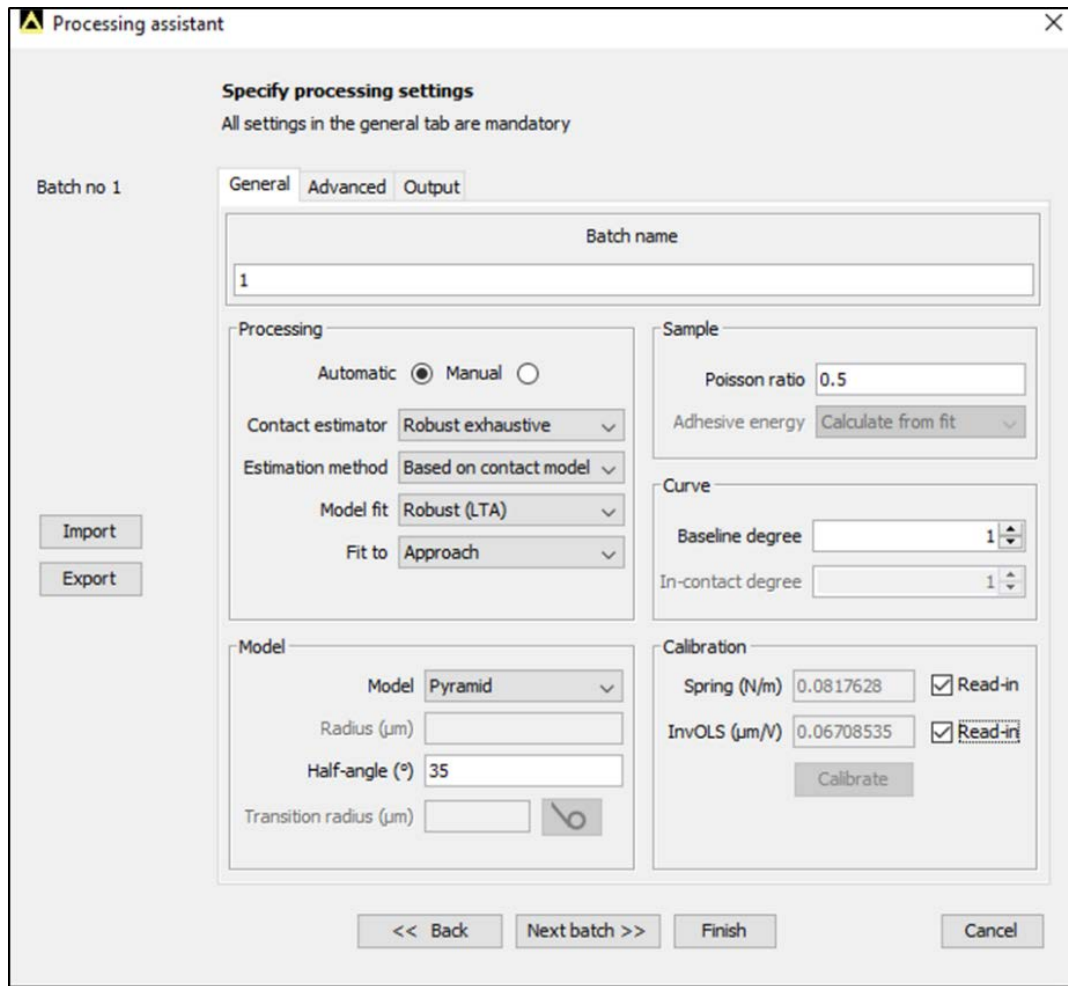 Processing assistant
Specify processing settings
All settings in the general tab are mandatory
Batch no 1
General Advanced Output
Batch name
1
Processing
Automatic Manual
Contact estimator Robust exhaustive
Estimation method Based on contact model
Model fit Robust (LTA)
Fit to Approach
Sample
Poisson ratio 0.5
Adhesive energy Calculate from fit
Curve
Baseline degree 1
In-contact degree 1
Import
Export
Model
Model Pyramid
Radius (µm)
Half-angle (º) 35
Transition radius (µm)
Calibration
Spring (N/m) 0.0817628 Read-in
InvOLS (µm/V) 0.06708535 Read-in
Calibrate
<< Back Next batch >> Finish Cancel